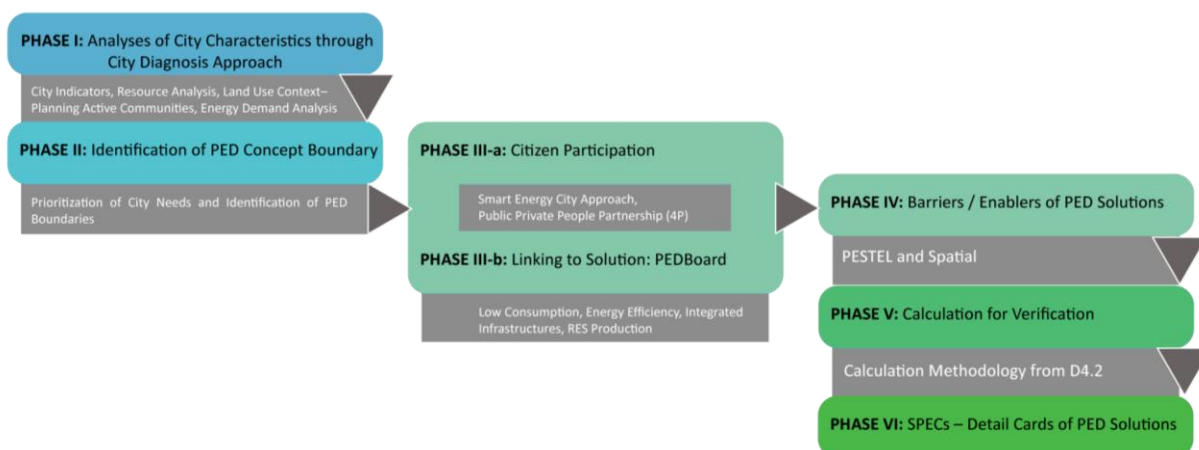 PHASE I: Analyses of City Characteristics through
City Diagnosis Approach
City Indicators, Resource Analysis, Land Use Context–
Planning Active Communities, Energy Demand Analysis
PHASE II: Identification of PED Concept Boundary
Prioritization of City Needs and Identification of PED
Boundaries
PHASE III-a: Citizen Participation
Smart Energy City Approach,
Public Private People Partnership (4P)
PHASE III-b: Linking to Solution: PEDBoard
Low Consumption, Energy Efficiency, Integrated
Infrastructures, RES Production
PHASE IV: Barriers / Enablers of PED Solutions
PESTEL and Spatial
PHASE V: Calculation for Verification
Calculation Methodology from D4.2
PHASE VI: SPECs – Detail Cards of PED Solutions